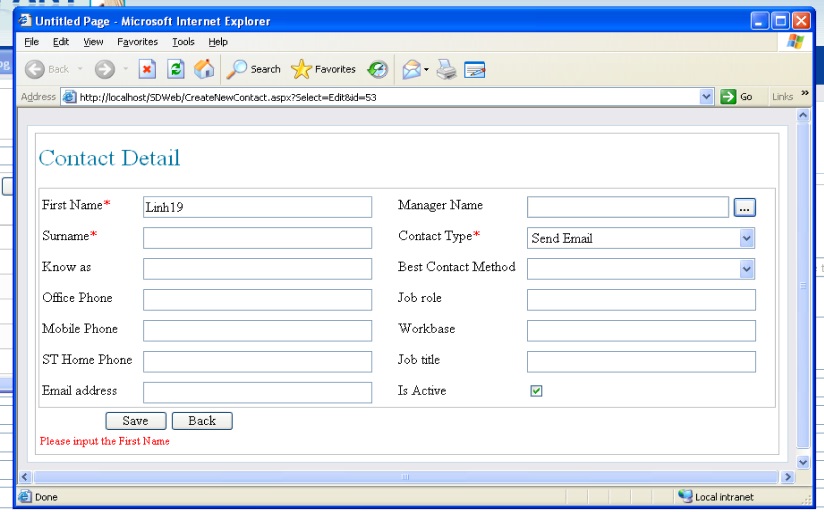 Untitled Page - Microsoft Internet Explorer
File Edit View Favorites Tools Help
Back Search Favorites
Address http://localhost/SDWeb/CreateNewContact.aspx?Select=Edit&id=53 Go Links »
Contact Detail
First Name* Linh19 Manager Name ...
Surname* Contact Type* Send Email
Know as Best Contact Method
Office Phone Job role
Mobile Phone Workbase
ST Home Phone Job title
Email address Is Active
Save Back
Please input the First Name
Done Local intranet